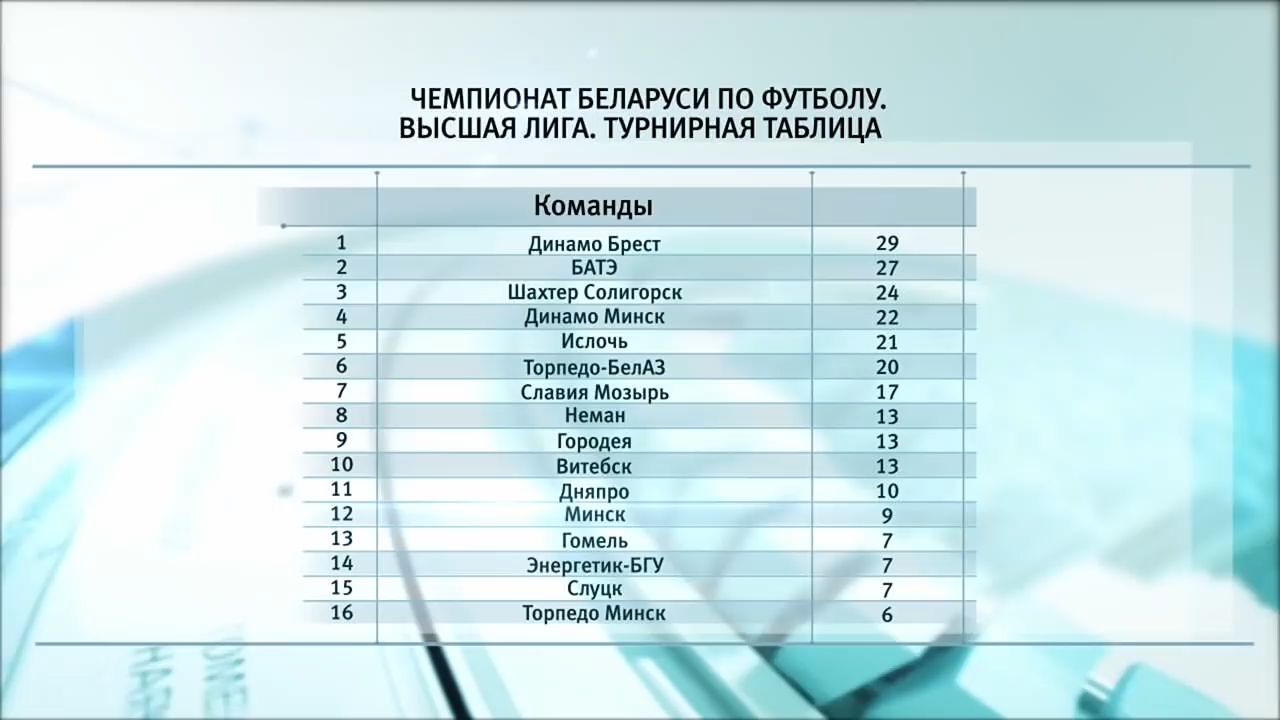 ЧЕМПИОНАТ БЕЛАРУСИ ПО ФУТБОЛУ.
ВЫСШАЯ ЛИГА. ТУРНИРНАЯ ТАБЛИЦА
Команды
1 Динамо Брест 29
2 БАТЭ 27
3 Шахтер Солигорск 24
4 Динамо Минск 22
5 Ислочь 21
6 Торпедо-БелАЗ 20
7 Славия Мозырь 17
8 Неман 13
9 Городея 13
10 Витебск 13
11 Дняпро 10
12 Минск 9
13 Гомель 7
14 Энергетик-БГУ 7
15 Слуцк 7
16 Торпедо Минск 6